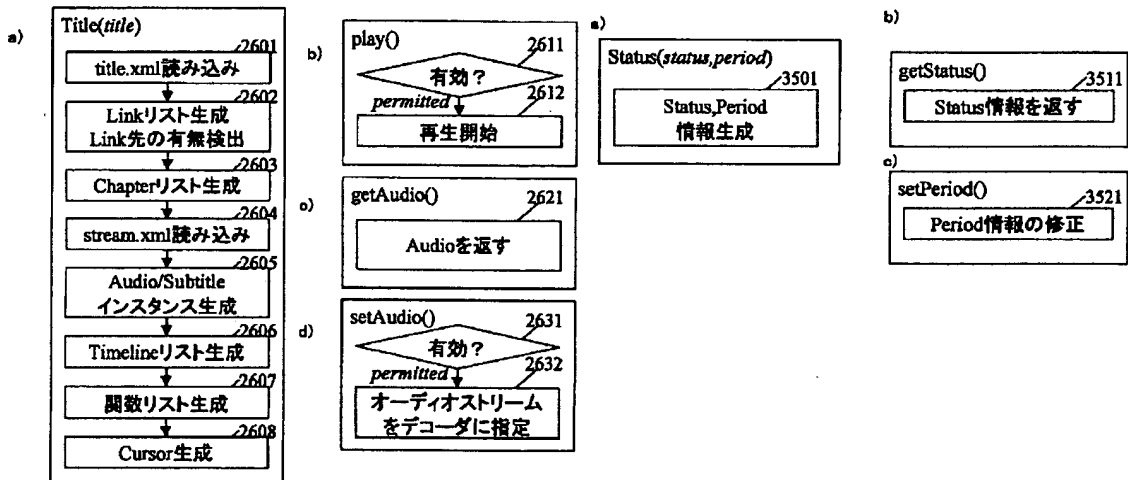 a)
Title(title)
2601
title.xml読み込み
2602
Linkリスト生成
Link先の有無検出
2603
Chapterリスト生成
2604
stream.xml読み込み
2605
Audio/Subtitle
インスタンス生成
2606
Timelineリスト生成
2607
関数リスト生成
2608
Cursor生成
b)
play()
2611
有効？
permitted
2612
再生開始
c)
getAudio()
2621
Audioを返す
d)
setAudio()
2631
有効？
permitted
2632
オーディオストリーム
をデコーダに指定
a)
Status(status,period)
3501
Status,Period
情報生成
b)
getStatus()
3511
Status情報を返す
c)
setPeriod()
3521
Period情報の修正